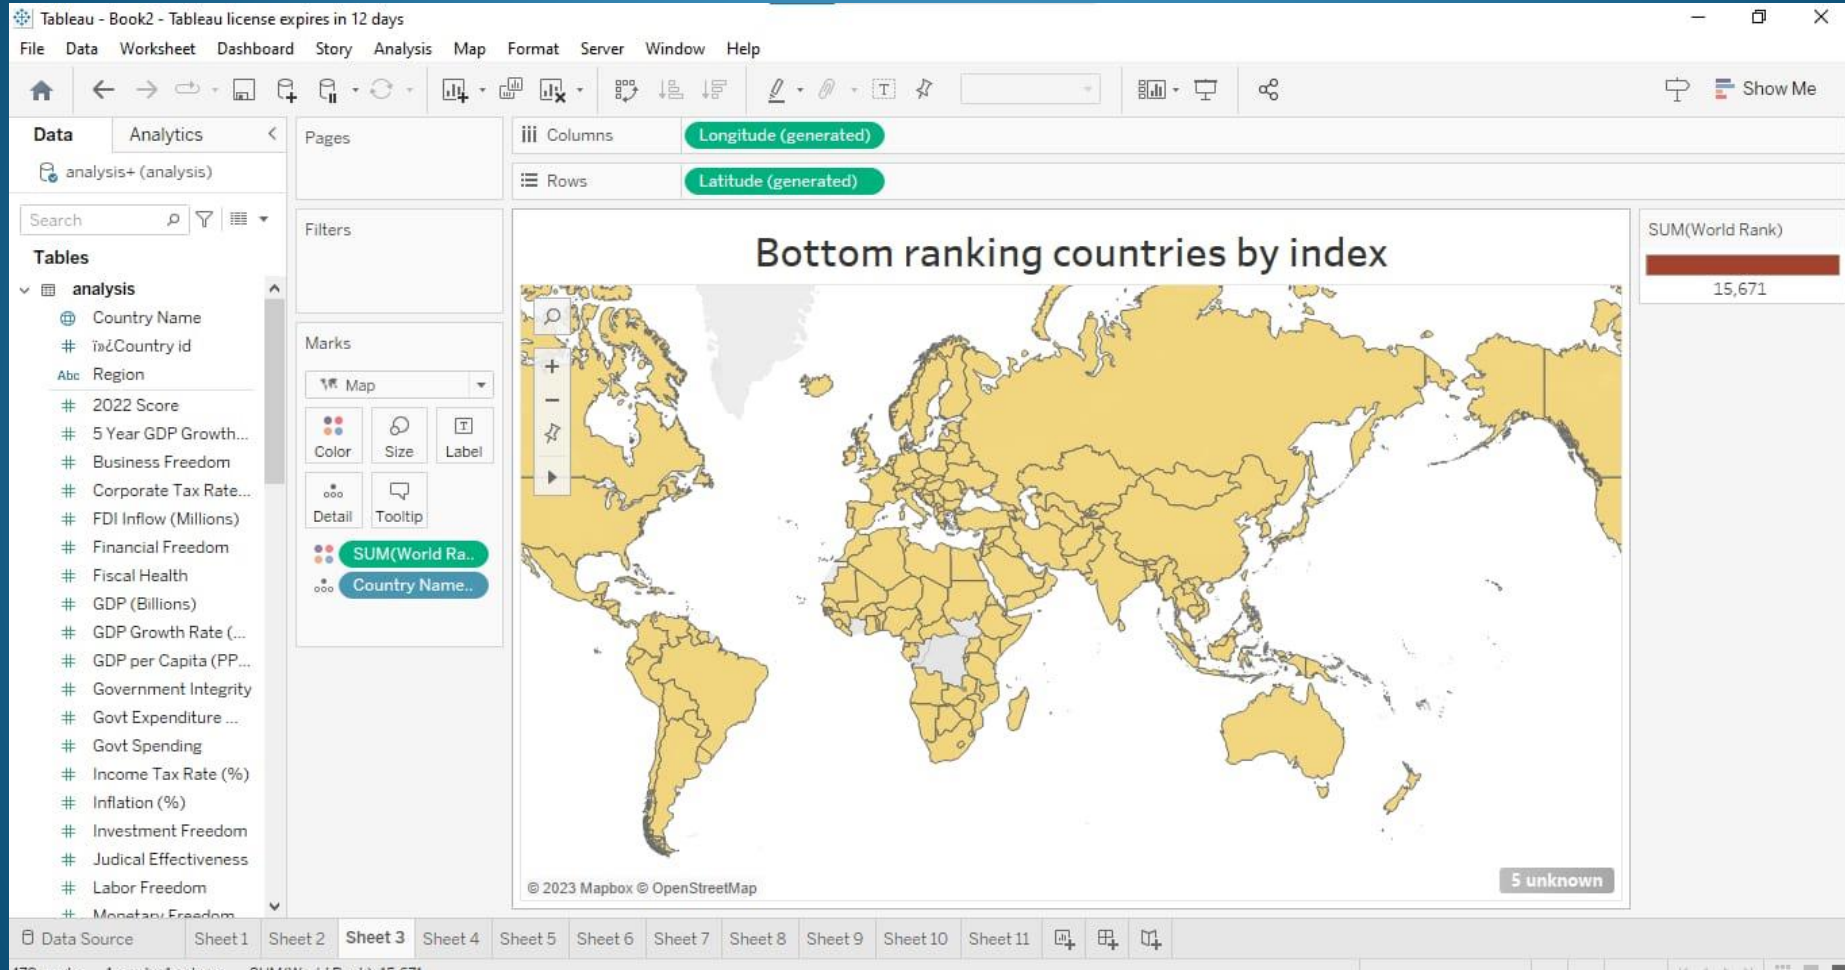 Tableau - Book2 - Tableau license expires in 12 days
File Data Worksheet Dashboard Story Analysis Map Format Server Window Help
Show Me
Data Analytics
analysis+ (analysis)
Search
Tables
analysis
Country Name
ï»¿Country id
Abc Region
2022 Score
5 Year GDP Growth...
Business Freedom
Corporate Tax Rate...
FDI Inflow (Millions)
Financial Freedom
Fiscal Health
GDP (Billions)
GDP Growth Rate (...
GDP per Capita (PP...
Government Integrity
Govt Expenditure ...
Govt Spending
Income Tax Rate (%)
Inflation (%)
Investment Freedom
Judical Effectiveness
Labor Freedom
Monetary Freedom
Pages
Filters
Marks
Map
Color Size Label
Detail Tooltip
SUM(World Ra..
Country Name..
Columns Longitude (generated)
Rows Latitude (generated)
Bottom ranking countries by index
© 2023 Mapbox © OpenStreetMap
5 unknown
SUM(World Rank)
15,671
Data Source Sheet 1 Sheet 2 Sheet 3 Sheet 4 Sheet 5 Sheet 6 Sheet 7 Sheet 8 Sheet 9 Sheet 10 Sheet 11